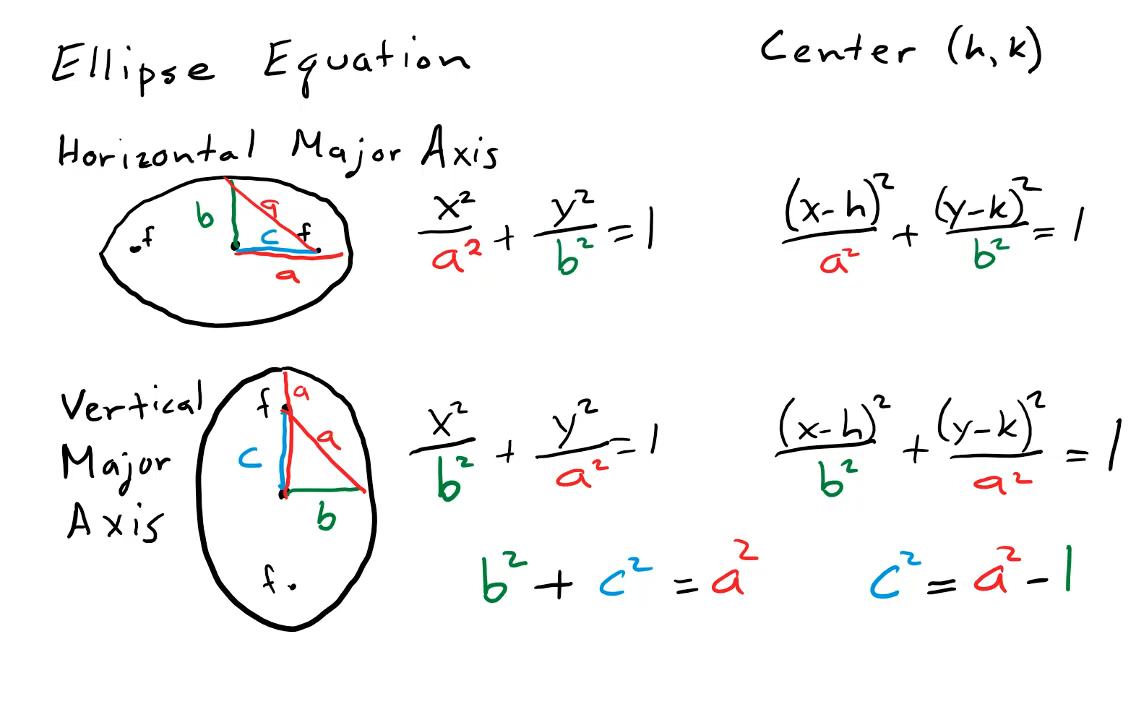 Ellipse Equation
Center (h, k)
Horizontal Major Axis
b a c f f a
x²/a² + y²/b² = 1
(x-h)²/a² + (y-k)²/b² = 1
Vertical
Major
Axis
f a a c b f
x²/b² + y²/a² = 1
(x-h)²/b² + (y-k)²/a² = 1
b² + c² = a²
c² = a² - 1